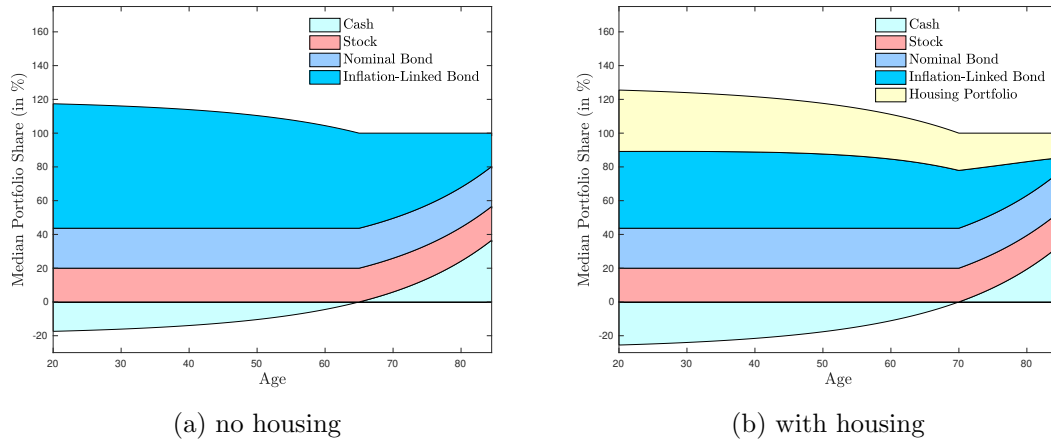 Median Portfolio Share (in %)
160
140
120
100
80
60
40
20
0
-20
Cash
Stock
Nominal Bond
Inflation-Linked Bond
20 30 40 50 60 70 80
Age
(a) no housing
Median Portfolio Share (in %)
160
140
120
100
80
60
40
20
0
-20
Cash
Stock
Nominal Bond
Inflation-Linked Bond
Housing Portfolio
20 30 40 50 60 70 80
Age
(b) with housing